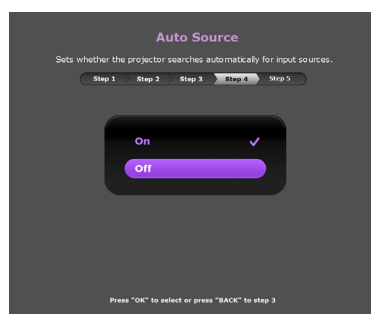 Auto Source
Sets whether the projector searches automatically for input sources.
Step 1 Step 2 Step 3 Step 4 Step 5
On
Off
Press "OK" to select or press "BACK" to step 3